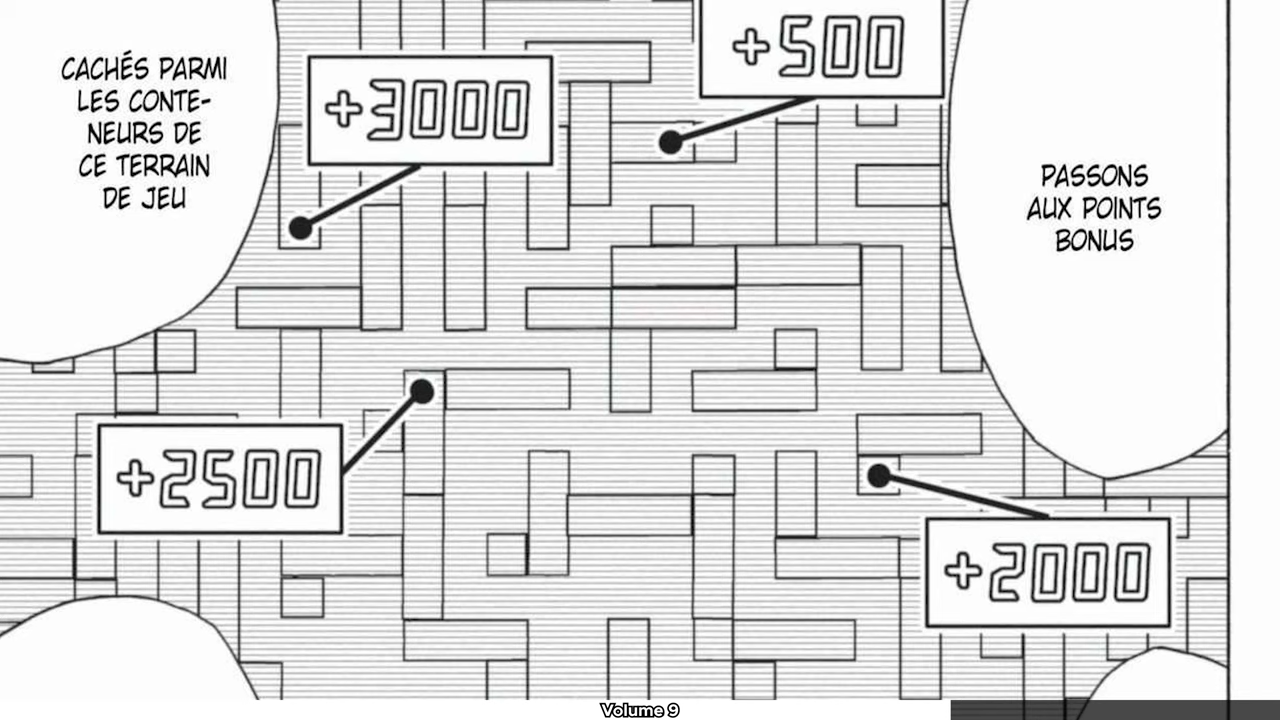 PASSONS
AUX POINTS
BONUS
+500
+3000
CACHÉS PARMI
LES CONTE-
NEURS DE
CE TERRAIN
DE JEU
+2500
+2000
Volume 9